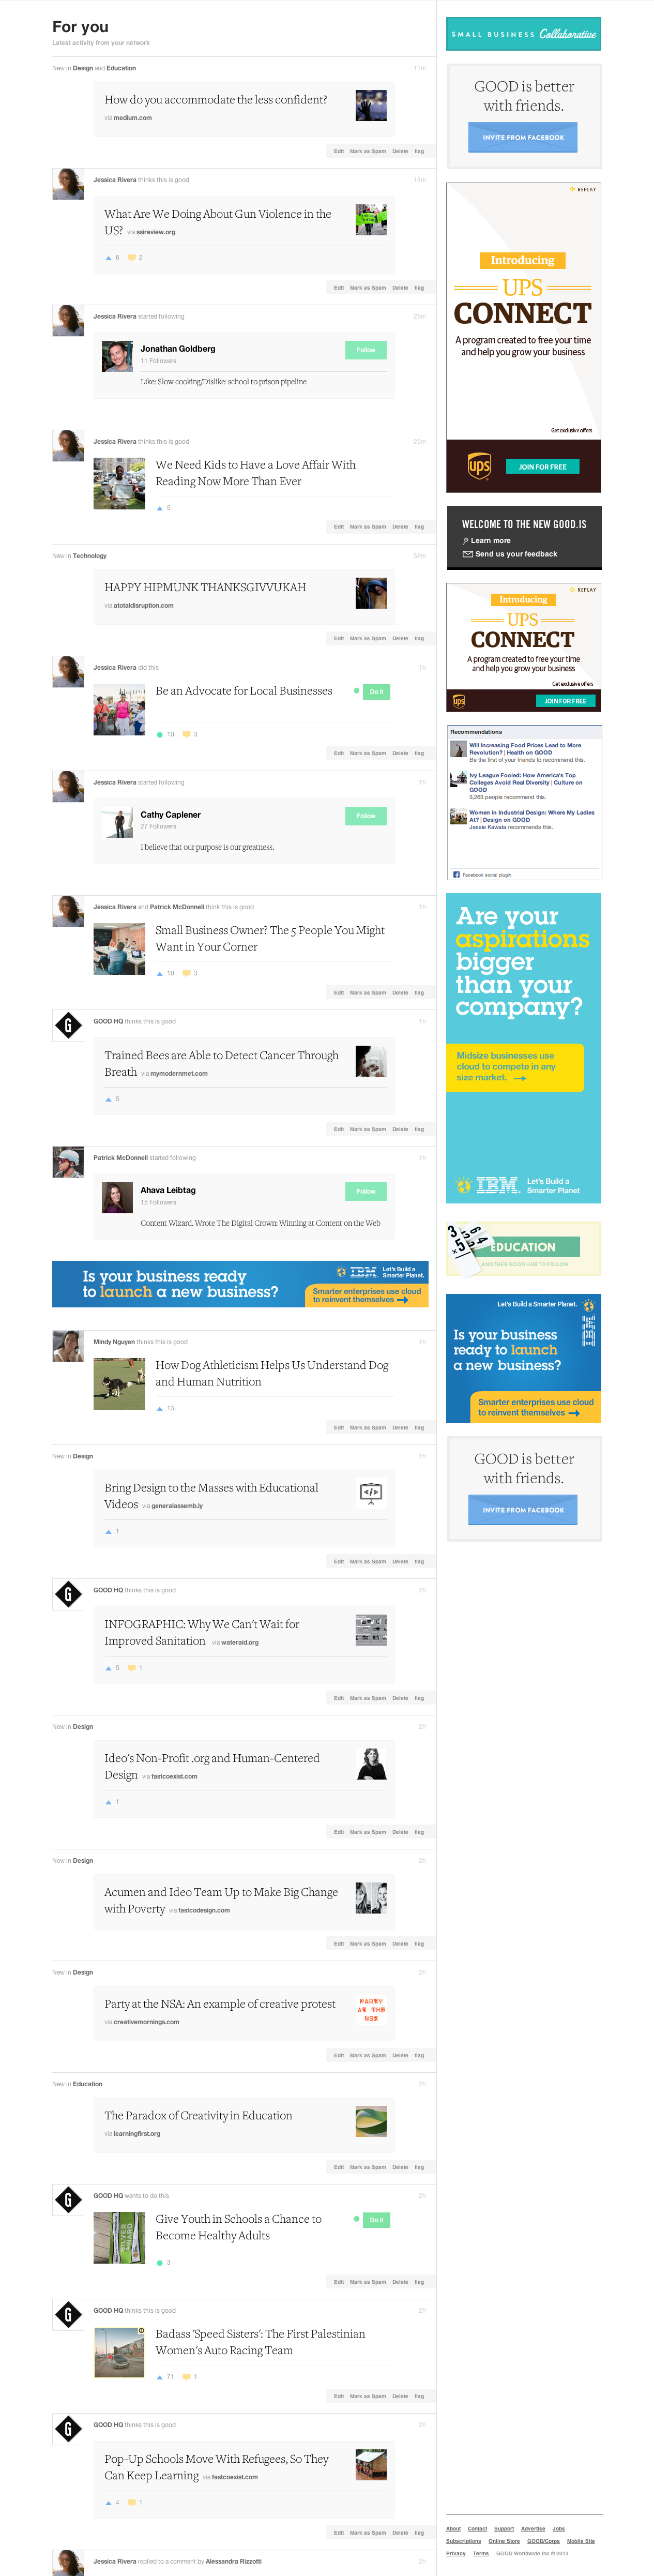 For you
Latest activity from your network
New in Design and Education
11m
How do you accommodate the less confident?
via medium.com
Edit Mark as Spam Delete flag
Jessica Rivera thinks this is good
19m
What Are We Doing About Gun Violence in the
US? via ssireview.org
6 2
Edit Mark as Spam Delete flag
Jessica Rivera started following
29m
Jonathan Goldberg
11 Followers
Follow
Like: Slow cooking/Dislike: school to prison pipeline
Jessica Rivera thinks this is good
29m
We Need Kids to Have a Love Affair With
Reading Now More Than Ever
5
Edit Mark as Spam Delete flag
New in Technology
58m
HAPPY HIPMUNK THANKSGIVVUKAH
via atotaldisruption.com
Edit Mark as Spam Delete flag
Jessica Rivera did this
1h
Be an Advocate for Local Businesses
Do it
10 3
Edit Mark as Spam Delete flag
Jessica Rivera started following
1h
Cathy Caplener
27 Followers
Follow
I believe that our purpose is our greatness.
Jessica Rivera and Patrick McDonnell think this is good
1h
Small Business Owner? The 5 People You Might
Want in Your Corner
10 3
Edit Mark as Spam Delete flag
GOOD HQ thinks this is good
1h
Trained Bees are Able to Detect Cancer Through
Breath via mymodernmet.com
5
Edit Mark as Spam Delete flag
Patrick McDonnell started following
1h
Ahava Leibtag
15 Followers
Follow
Content Wizard. Wrote The Digital Crown: Winning at Content on the Web
Is your business ready
to launch a new business?
IBM
Let's Build a
Smarter Planet.
Smarter enterprises use cloud
to reinvent themselves
Mindy Nguyen thinks this is good
1h
How Dog Athleticism Helps Us Understand Dog
and Human Nutrition
13
Edit Mark as Spam Delete flag
New in Design
1h
Bring Design to the Masses with Educational
Videos via generalassemb.ly
1
Edit Mark as Spam Delete flag
GOOD HQ thinks this is good
2h
INFOGRAPHIC: Why We Can't Wait for
Improved Sanitation via wateraid.org
5 1
Edit Mark as Spam Delete flag
New in Design
2h
Ideo's Non-Profit .org and Human-Centered
Design via fastcoexist.com
1
Edit Mark as Spam Delete flag
New in Design
2h
Acumen and Ideo Team Up to Make Big Change
with Poverty via fastcodesign.com
Edit Mark as Spam Delete flag
New in Design
2h
Party at the NSA: An example of creative protest
via creativemornings.com
PARTY
AT THE
NSA
Edit Mark as Spam Delete flag
New in Education
2h
The Paradox of Creativity in Education
via learningfirst.org
Edit Mark as Spam Delete flag
GOOD HQ wants to do this
2h
Give Youth in Schools a Chance to
Become Healthy Adults
Do it
3
Edit Mark as Spam Delete flag
GOOD HQ thinks this is good
2h
Badass 'Speed Sisters': The First Palestinian
Women's Auto Racing Team
71 1
Edit Mark as Spam Delete flag
GOOD HQ thinks this is good
2h
Pop-Up Schools Move With Refugees, So They
Can Keep Learning via fastcoexist.com
4 1
Edit Mark as Spam Delete flag
Jessica Rivera replied to a comment by Alessandra Rizzotti
2h
SMALL BUSINESS Collaborative
GOOD is better
with friends.
INVITE FROM FACEBOOK
REPLAY
Introducing
UPS
CONNECT
A program created to free your time
and help you grow your business
Get exclusive offers
ups
JOIN FOR FREE
WELCOME TO THE NEW GOOD.IS
Learn more
Send us your feedback
REPLAY
Introducing
UPS
CONNECT
A program created to free your time
and help you grow your business
Get exclusive offers
ups
JOIN FOR FREE
Recommendations
Will Increasing Food Prices Lead to More
Revolution? | Health on GOOD
Be the first of your friends to recommend this.
Ivy League Fooled: How America's Top
Colleges Avoid Real Diversity | Culture on
GOOD
3,263 people recommend this.
Women in Industrial Design: Where My Ladies
At? | Design on GOOD
Jessie Kawata recommends this.
Facebook social plugin
Are your
aspirations
bigger
than your
company?
Midsize businesses use
cloud to compete in any
size market.
IBM
Let's Build a
Smarter Planet
EDUCATION
ANOTHER GOOD HUB TO FOLLOW
Let's Build a Smarter Planet.
IBM
Is your business
ready to launch
a new business?
Smarter enterprises use cloud
to reinvent themselves
GOOD is better
with friends.
INVITE FROM FACEBOOK
About Contact Support Advertise Jobs
Subscriptions Online Store GOOD/Corps Mobile Site
Privacy Terms GOOD Worldwide Inc © 2013